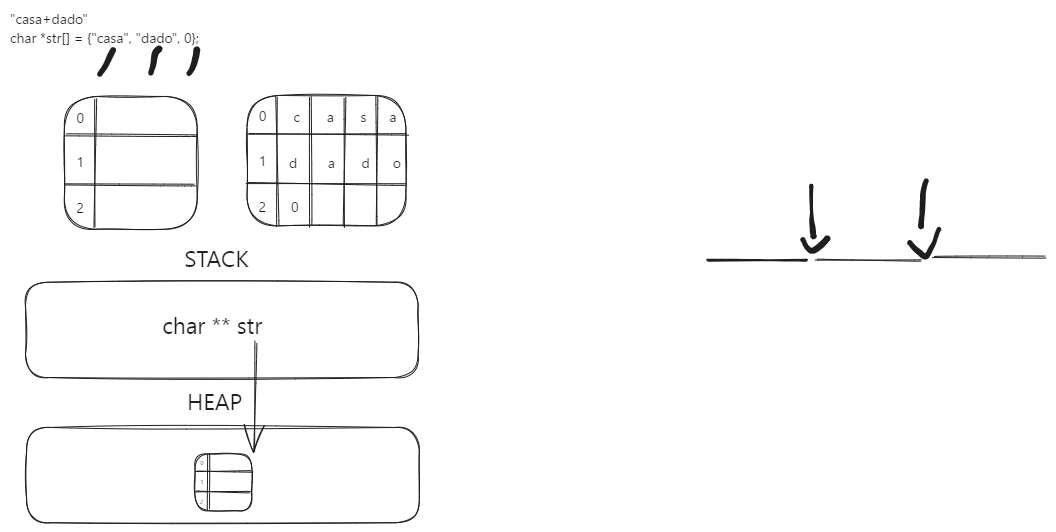 "casa+dado"
char *str[] = {"casa", "dado", 0};
0
1
2
0 c a s a
1 d a d o
2 0
STACK
char ** str
HEAP
0
1
2